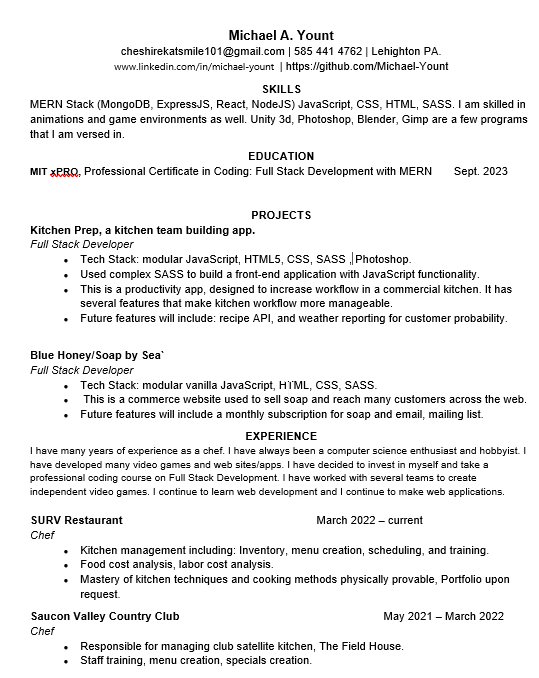 Michael A. Yount
cheshirekatsmile101@gmail.com | 585 441 4762 | Lehighton PA.
www.linkedin.com/in/michael-yount | https://github.com/Michael-Yount
SKILLS
MERN Stack (MongoDB, ExpressJS, React, NodeJS) JavaScript, CSS, HTML, SASS. I am skilled in
animations and game environments as well. Unity 3d, Photoshop, Blender, Gimp are a few programs
that I am versed in.
EDUCATION
MIT xPRO, Professional Certificate in Coding: Full Stack Development with MERN Sept. 2023
PROJECTS
Kitchen Prep, a kitchen team building app.
Full Stack Developer
• Tech Stack: modular JavaScript, HTML5, CSS, SASS , Photoshop.
• Used complex SASS to build a front-end application with JavaScript functionality.
• This is a productivity app, designed to increase workflow in a commercial kitchen. It has
several features that make kitchen workflow more manageable.
• Future features will include: recipe API, and weather reporting for customer probability.
Blue Honey/Soap by Sea`
Full Stack Developer
• Tech Stack: modular vanilla JavaScript, HTML, CSS, SASS.
• This is a commerce website used to sell soap and reach many customers across the web.
• Future features will include a monthly subscription for soap and email, mailing list.
EXPERIENCE
I have many years of experience as a chef. I have always been a computer science enthusiast and hobbyist. I
have developed many video games and web sites/apps. I have decided to invest in myself and take a
professional coding course on Full Stack Development. I have worked with several teams to create
independent video games. I continue to learn web development and I continue to make web applications.
SURV Restaurant March 2022 – current
Chef
• Kitchen management including: Inventory, menu creation, scheduling, and training.
• Food cost analysis, labor cost analysis.
• Mastery of kitchen techniques and cooking methods physically provable, Portfolio upon
request.
Saucon Valley Country Club May 2021 – March 2022
Chef
• Responsible for managing club satellite kitchen, The Field House.
• Staff training, menu creation, specials creation.